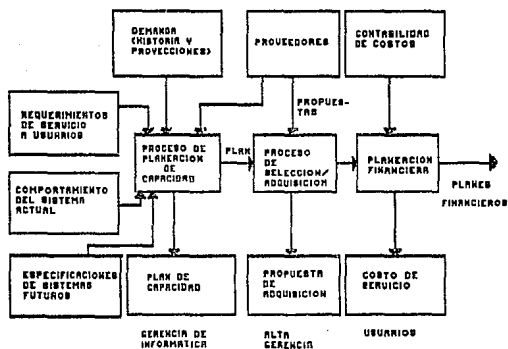 DEMANDA
(HISTORIA Y
PROYECCIONES)
PROVEEDORES
CONTABILIDAD
DE COSTOS
REQUERIMIENTOS
DE SERVICIO
A USUARIOS
PROPUES-
TAS
PROCESO DE
PLANEACION
DE
CAPACIDAD
PLAN
PROCESO
DE
SELECCION/
ADQUISICION
PLANEACION
FINANCIERA
PLANES
FINANCIEROS
COMPORTAMIENTO
DEL SISTEMA
ACTUAL
ESPECIFICACIONES
DE SISTEMAS
FUTUROS
PLAN DE
CAPACIDAD
PROPUESTA
DE
ADQUISICION
COSTO DE
SERVICIO
GERENCIA DE
INFORMATICA
ALTA
GERENCIA
USUARIOS